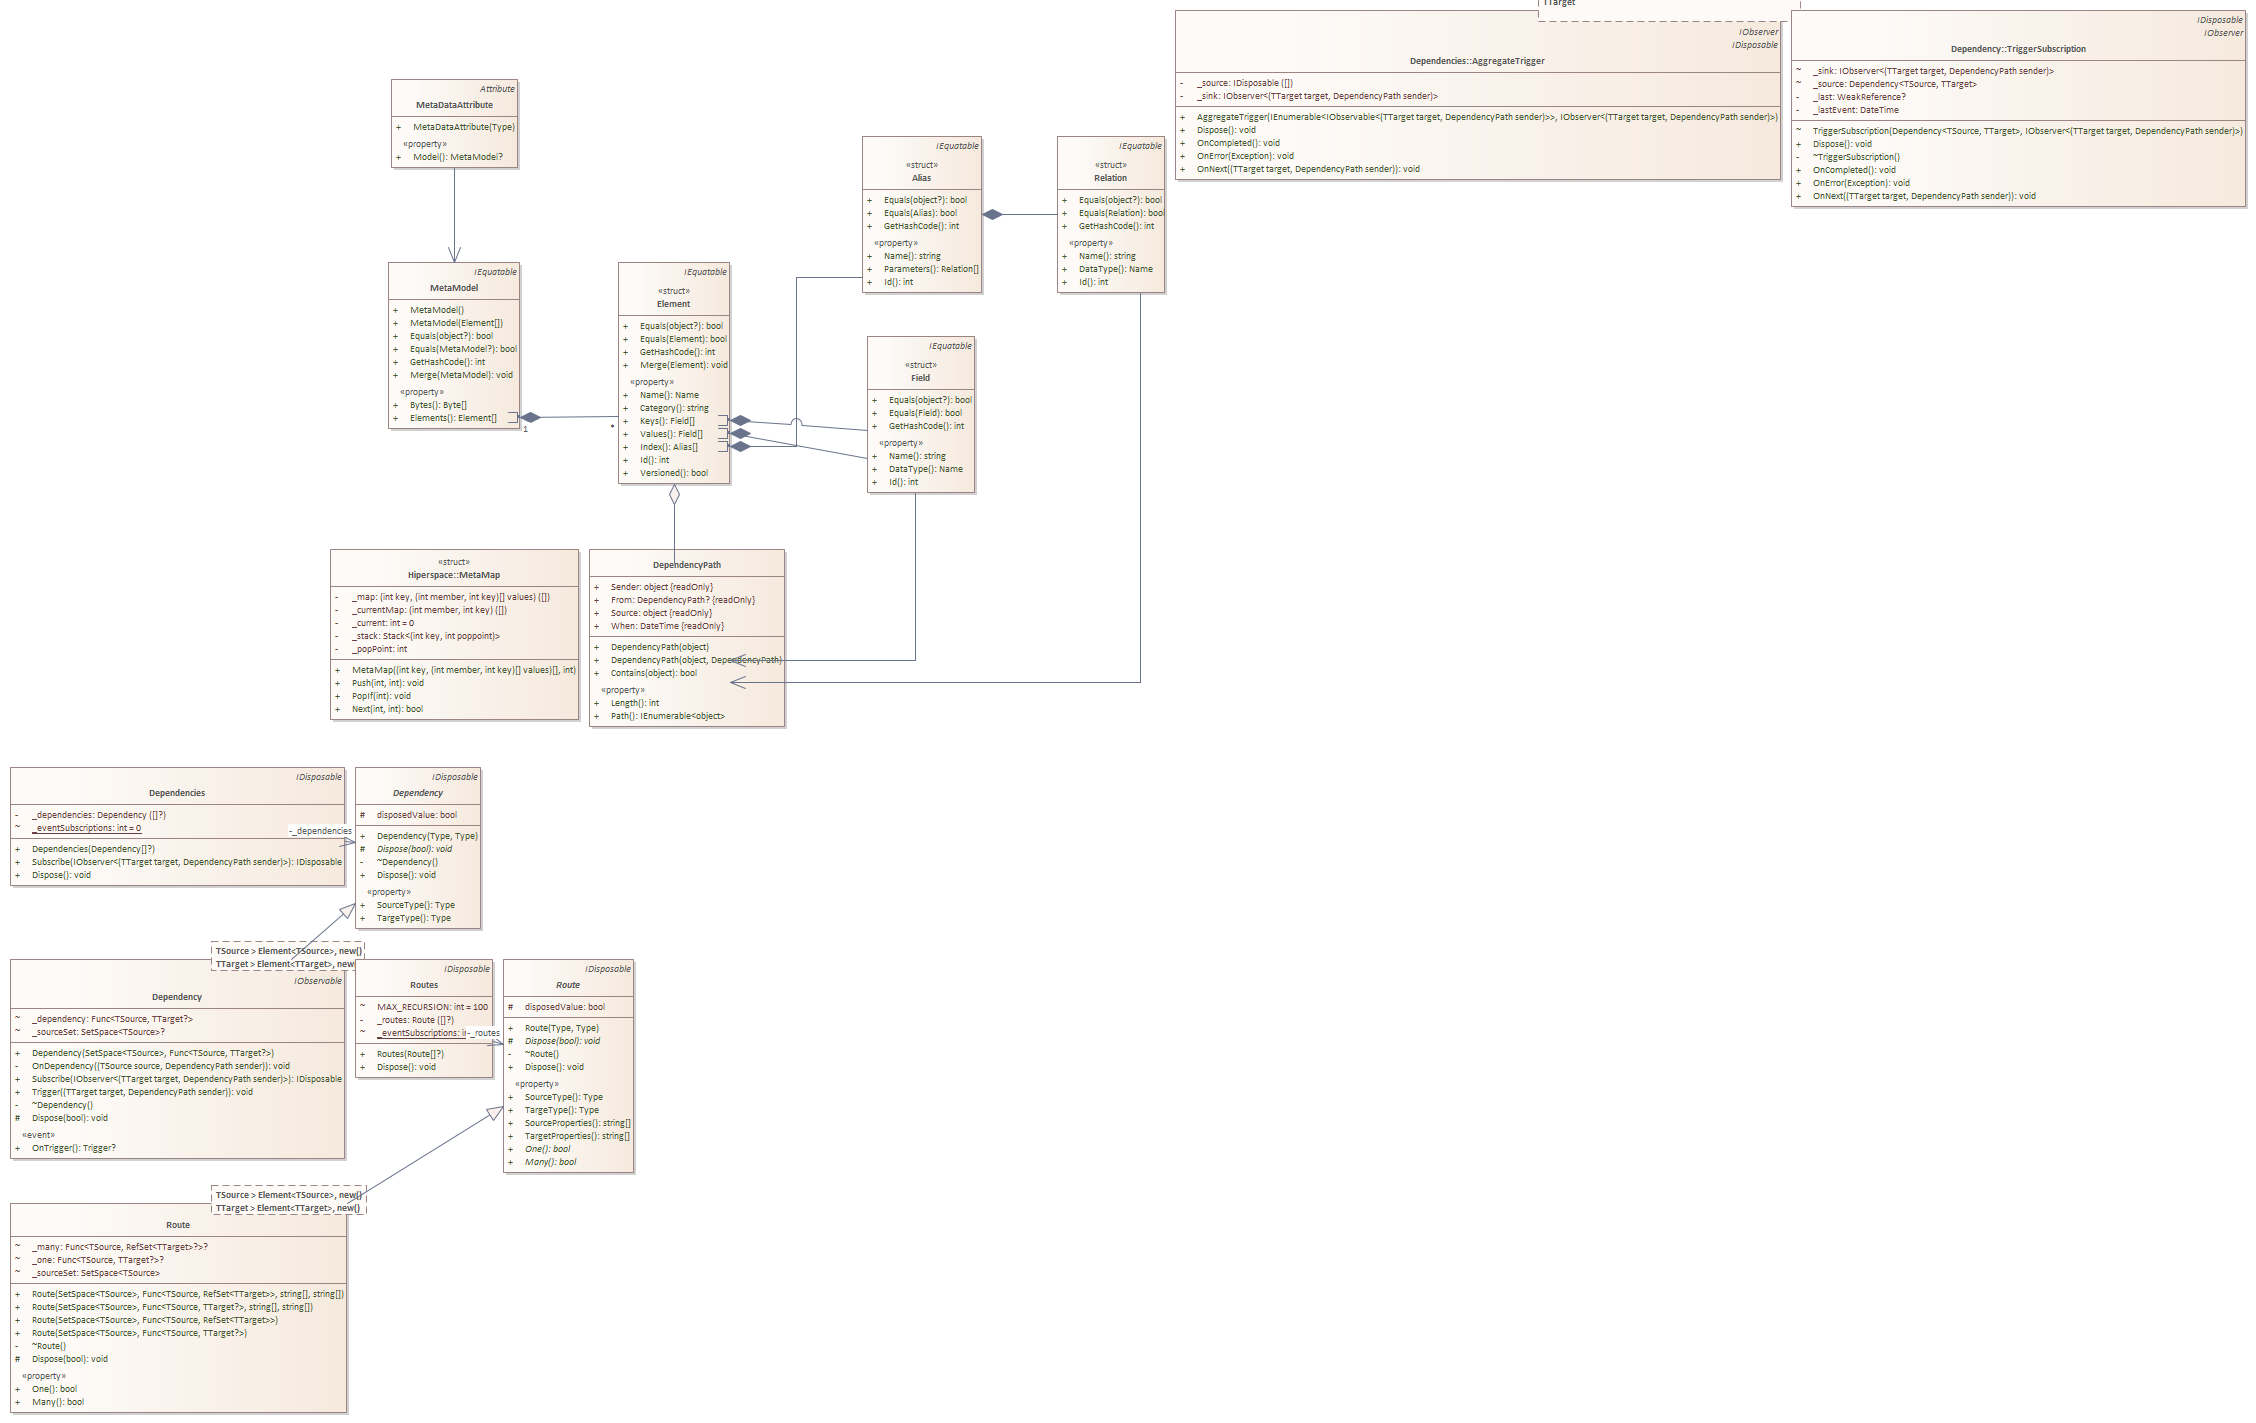 TTarget
IObserver
IDisposable
Dependencies::AggregateTrigger
- _source: IDisposable ([])
- _sink: IObserver<(TTarget target, DependencyPath sender)>
+ AggregateTrigger(IEnumerable<IObservable<(TTarget target, DependencyPath sender)>>, IObserver<(TTarget target, DependencyPath sender)>)
+ Dispose(): void
+ OnCompleted(): void
+ OnError(Exception): void
+ OnNext((TTarget target, DependencyPath sender)): void
IDisposable
IObserver
Dependency::TriggerSubscription
~ _sink: IObserver<(TTarget target, DependencyPath sender)>
~ _source: Dependency<TSource, TTarget>
- _last: WeakReference?
- _lastEvent: DateTime
~ TriggerSubscription(Dependency<TSource, TTarget>, IObserver<(TTarget target, DependencyPath sender)>)
+ Dispose(): void
- ~TriggerSubscription()
+ OnCompleted(): void
+ OnError(Exception): void
+ OnNext((TTarget target, DependencyPath sender)): void
Attribute
MetaDataAttribute
+ MetaDataAttribute(Type)
«property»
+ Model(): MetaModel?
IEquatable
«struct»
Alias
+ Equals(object?): bool
+ Equals(Alias): bool
+ GetHashCode(): int
«property»
+ Name(): string
+ Parameters(): Relation[]
+ Id(): int
IEquatable
«struct»
Relation
+ Equals(object?): bool
+ Equals(Relation): bool
+ GetHashCode(): int
«property»
+ Name(): string
+ DataType(): Name
+ Id(): int
IEquatable
MetaModel
+ MetaModel()
+ MetaModel(Element[])
+ Equals(object?): bool
+ Equals(MetaModel?): bool
+ GetHashCode(): int
+ Merge(MetaModel): void
«property»
+ Bytes(): Byte[]
+ Elements(): Element[]
1
*
IEquatable
«struct»
Element
+ Equals(object?): bool
+ Equals(Element): bool
+ GetHashCode(): int
+ Merge(Element): void
«property»
+ Name(): Name
+ Category(): string
+ Keys(): Field[]
+ Values(): Field[]
+ Index(): Alias[]
+ Id(): int
+ Versioned(): bool
IEquatable
«struct»
Field
+ Equals(object?): bool
+ Equals(Field): bool
+ GetHashCode(): int
«property»
+ Name(): string
+ DataType(): Name
+ Id(): int
«struct»
Hiperspace::MetaMap
- _map: (int key, (int member, int key)[] values) ([])
- _currentMap: (int member, int key) ([])
- _current: int = 0
- _stack: Stack<(int key, int poppoint)>
- _popPoint: int
+ MetaMap((int key, (int member, int key)[] values)[], int)
+ Push(int, int): void
+ PopIf(int): void
+ Next(int, int): bool
DependencyPath
+ Sender: object {readOnly}
+ From: DependencyPath? {readOnly}
+ Source: object {readOnly}
+ When: DateTime {readOnly}
+ DependencyPath(object)
+ DependencyPath(object, DependencyPath)
+ Contains(object): bool
«property»
+ Length(): int
+ Path(): IEnumerable<object>
IDisposable
Dependencies
- _dependencies: Dependency ([]?)
~ _eventSubscriptions: int = 0
+ Dependencies(Dependency[]?)
+ Subscribe(IObserver<(TTarget target, DependencyPath sender)>): IDisposable
+ Dispose(): void
-_dependencies
IDisposable
Dependency
# disposedValue: bool
+ Dependency(Type, Type)
# Dispose(bool): void
- ~Dependency()
+ Dispose(): void
«property»
+ SourceType(): Type
+ TargeType(): Type
TSource > Element<TSource>, new()
TTarget > Element<TTarget>, new
IObservable
Dependency
~ _dependency: Func<TSource, TTarget?>
~ _sourceSet: SetSpace<TSource>?
+ Dependency(SetSpace<TSource>, Func<TSource, TTarget?>)
- OnDependency((TSource source, DependencyPath sender)): void
+ Subscribe(IObserver<(TTarget target, DependencyPath sender)>): IDisposable
+ Trigger((TTarget target, DependencyPath sender)): void
- ~Dependency()
# Dispose(bool): void
«event»
+ OnTrigger(): Trigger?
IDisposable
Routes
~ MAX_RECURSION: int = 100
- _routes: Route ([]?)
~ _eventSubscriptions:
+ Routes(Route[]?)
+ Dispose(): void
-_routes
IDisposable
Route
# disposedValue: bool
+ Route(Type, Type)
# Dispose(bool): void
- ~Route()
+ Dispose(): void
«property»
+ SourceType(): Type
+ TargeType(): Type
+ SourceProperties(): string[]
+ TargetProperties(): string[]
+ One(): bool
+ Many(): bool
TSource > Element<TSource>, new()
TTarget > Element<TTarget>, new()
Route
~ _many: Func<TSource, RefSet<TTarget>?>?
~ _one: Func<TSource, TTarget?>?
~ _sourceSet: SetSpace<TSource>
+ Route(SetSpace<TSource>, Func<TSource, RefSet<TTarget>>, string[], string[])
+ Route(SetSpace<TSource>, Func<TSource, TTarget?>, string[], string[])
+ Route(SetSpace<TSource>, Func<TSource, RefSet<TTarget>>)
+ Route(SetSpace<TSource>, Func<TSource, TTarget?>)
- ~Route()
# Dispose(bool): void
«property»
+ One(): bool
+ Many(): bool